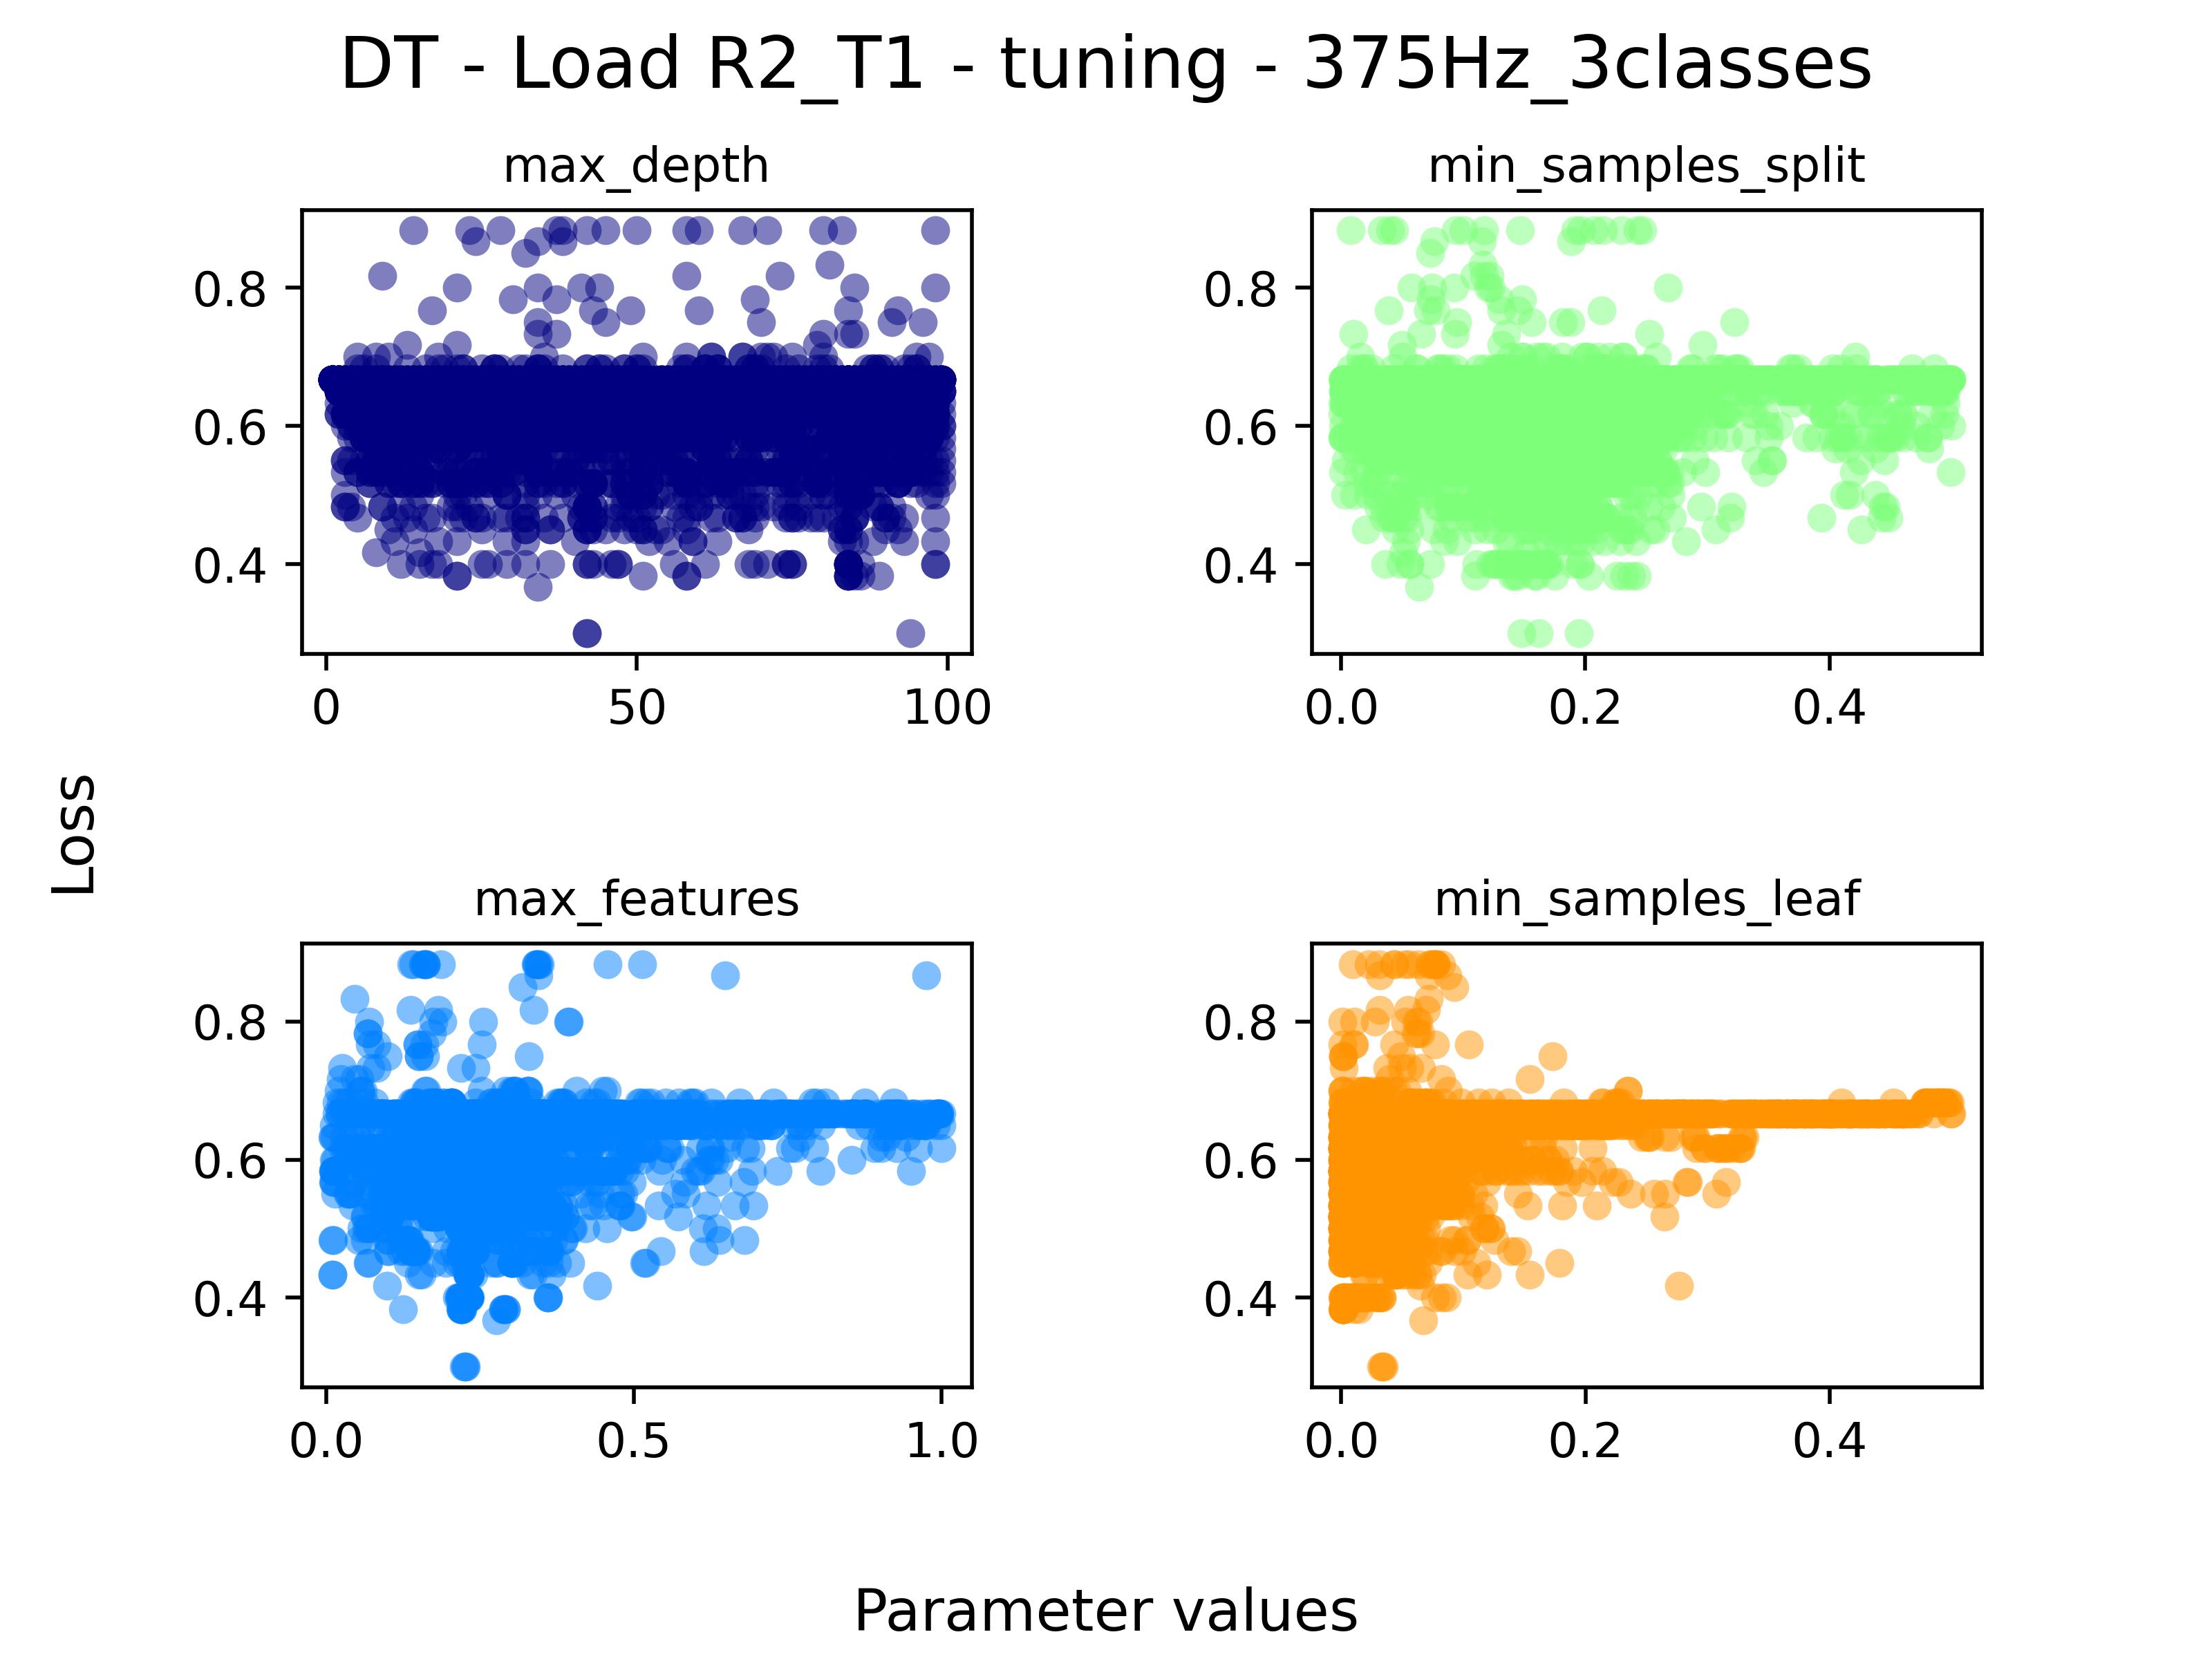 DT - Load R2_T1 - tuning - 375Hz_3classes
max_depth
min_samples_split
0.8
0.6
0.4
0 50 100
0.8
0.6
0.4
0.0 0.2 0.4
Loss
max_features
min_samples_leaf
0.8
0.6
0.4
0.0 0.5 1.0
0.8
0.6
0.4
0.0 0.2 0.4
Parameter values